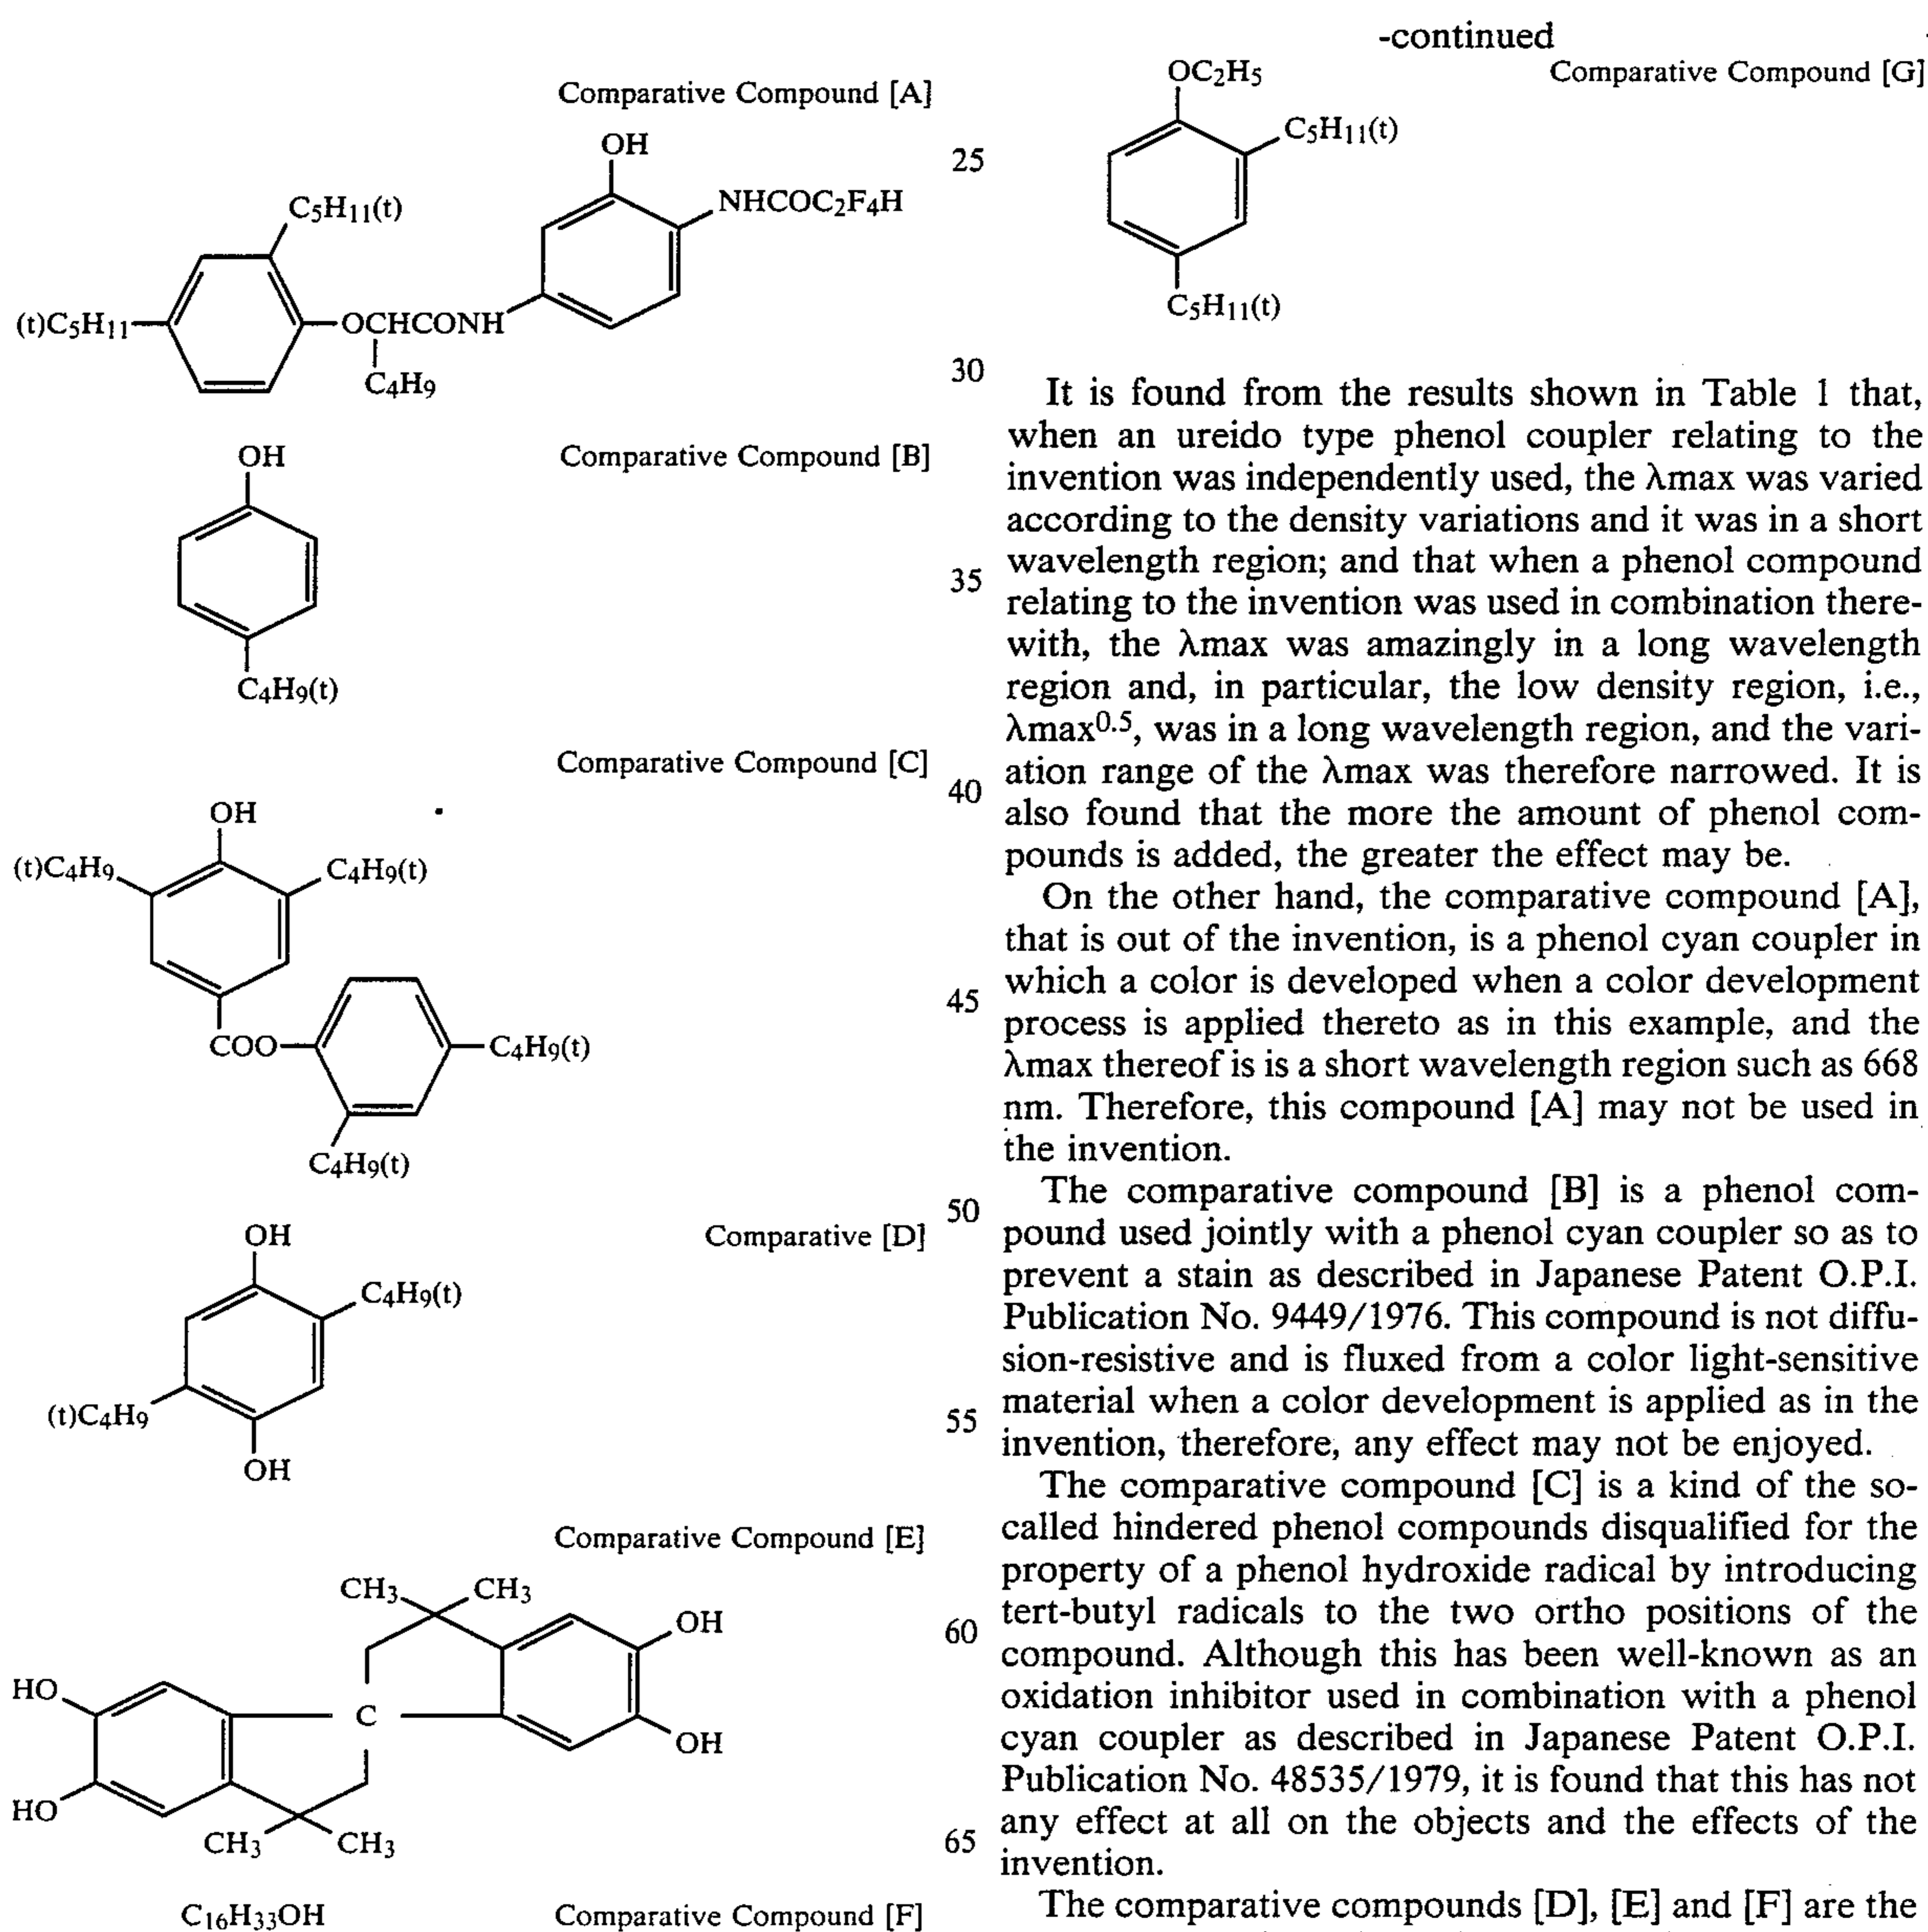 Comparative Compound [A]
OH
NHCOC2F4H
C5H11(t)
(t)C5H11
OCHCONH
C4H9
OH
Comparative Compound [B]
C4H9(t)
Comparative Compound [C]
OH
(t)C4H9
C4H9(t)
COO
C4H9(t)
C4H9(t)
OH
Comparative [D]
C4H9(t)
(t)C4H9
OH
Comparative Compound [E]
CH3
CH3
OH
HO
C
OH
HO
CH3
CH3
C16H33OH
Comparative Compound [F]
25
30
35
40
45
50
55
60
65
-continued
OC2H5
Comparative Compound [G]
C5H11(t)
C5H11(t)
It is found from the results shown in Table 1 that,
when an ureido type phenol coupler relating to the
invention was independently used, the λmax was varied
according to the density variations and it was in a short
wavelength region; and that when a phenol compound
relating to the invention was used in combination there-
with, the λmax was amazingly in a long wavelength
region and, in particular, the low density region, i.e.,
λmax0.5, was in a long wavelength region, and the vari-
ation range of the λmax was therefore narrowed. It is
also found that the more the amount of phenol com-
pounds is added, the greater the effect may be.
On the other hand, the comparative compound [A],
that is out of the invention, is a phenol cyan coupler in
which a color is developed when a color development
process is applied thereto as in this example, and the
λmax thereof is is a short wavelength region such as 668
nm. Therefore, this compound [A] may not be used in
the invention.
The comparative compound [B] is a phenol com-
pound used jointly with a phenol cyan coupler so as to
prevent a stain as described in Japanese Patent O.P.I.
Publication No. 9449/1976. This compound is not diffu-
sion-resistive and is fluxed from a color light-sensitive
material when a color development is applied as in the
invention, therefore, any effect may not be enjoyed.
The comparative compound [C] is a kind of the so-
called hindered phenol compounds disqualified for the
property of a phenol hydroxide radical by introducing
tert-butyl radicals to the two ortho positions of the
compound. Although this has been well-known as an
oxidation inhibitor used in combination with a phenol
cyan coupler as described in Japanese Patent O.P.I.
Publication No. 48535/1979, it is found that this has not
any effect at all on the objects and the effects of the
invention.
The comparative compounds [D], [E] and [F] are the